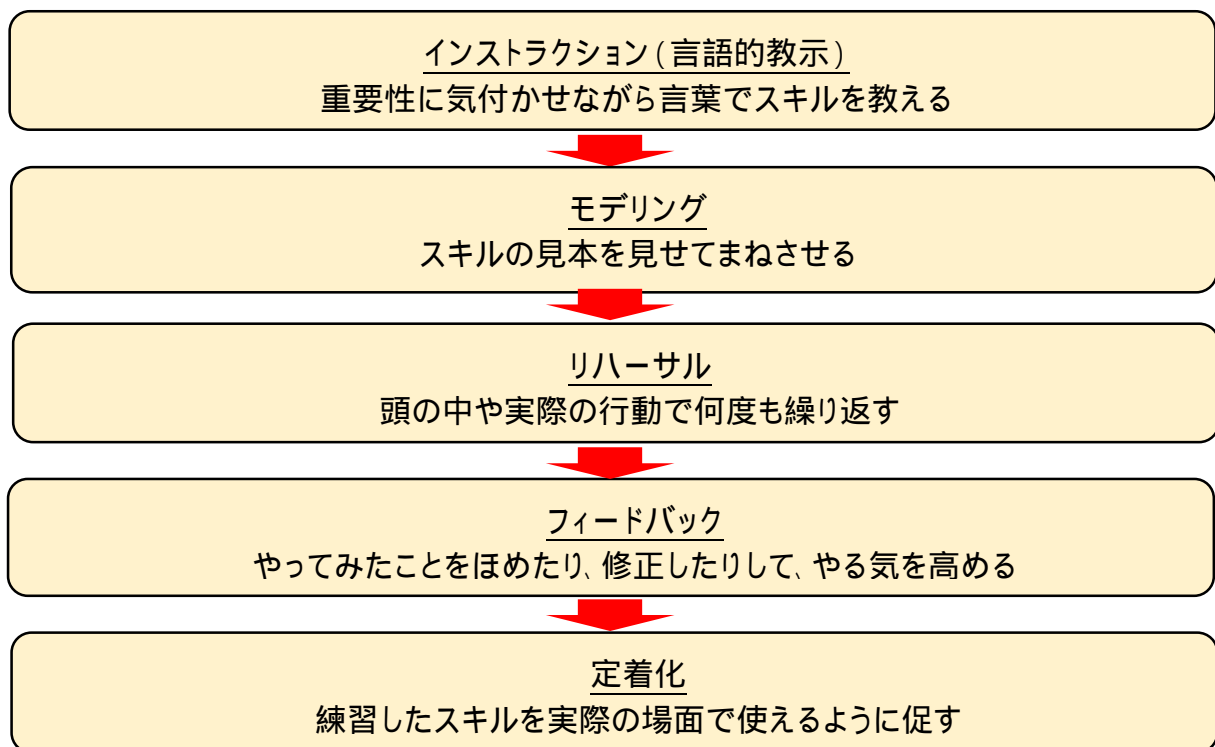 インストラクション(言語的教示)
重要性に気付かせながら言葉でスキルを教える
モデリング
スキルの見本を見せてまねさせる
リハーサル
頭の中や実際の行動で何度も繰り返す
フィードバック
やってみたことをほめたり、修正したりして、やる気を高める
定着化
練習したスキルを実際の場面で使えるように促す